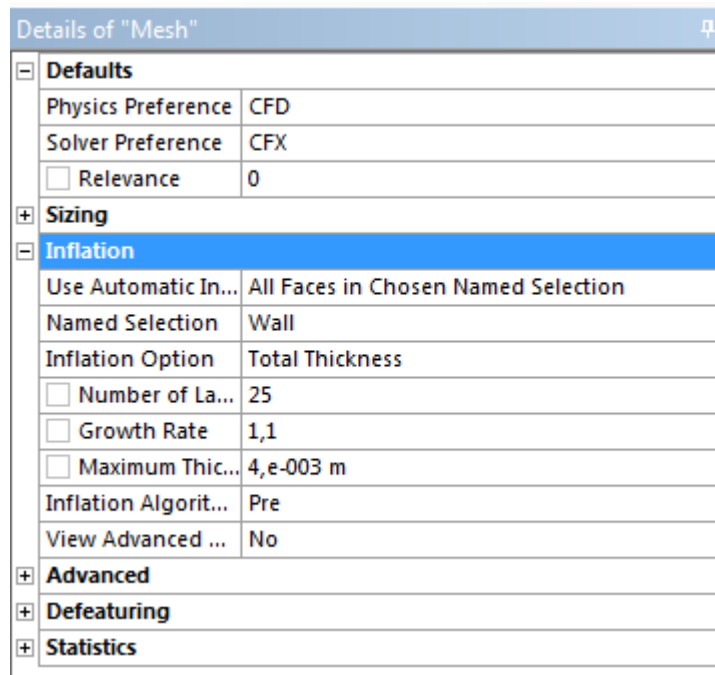 Details of "Mesh"
Defaults
Physics Preference CFD
Solver Preference CFX
Relevance 0
Sizing
Inflation
Use Automatic In... All Faces in Chosen Named Selection
Named Selection Wall
Inflation Option Total Thickness
Number of La... 25
Growth Rate 1,1
Maximum Thic... 4,e-003 m
Inflation Algorit... Pre
View Advanced ... No
Advanced
Defeaturing
Statistics